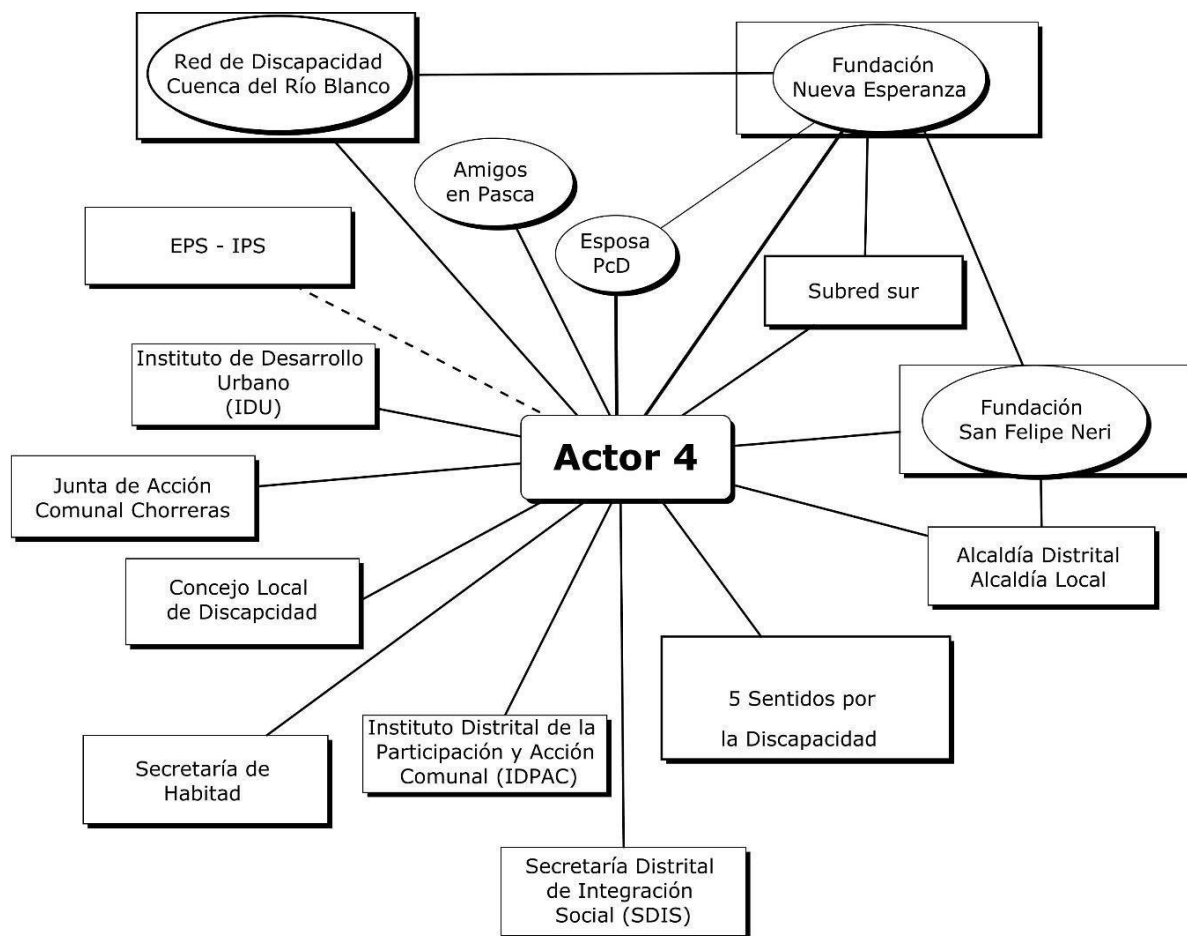 Red de Discapacidad
Cuenca del Río Blanco
Fundación
Nueva Esperanza
Amigos
en Pasca
EPS - IPS
Esposa
PcD
Subred sur
Instituto de Desarrollo
Urbano
(IDU)
Fundación
San Felipe Neri
Actor 4
Junta de Acción
Comunal Chorreras
Alcaldía Distrital
Alcaldía Local
Concejo Local
de Discapcidad
5 Sentidos por
la Discapacidad
Instituto Distrital de la
Participación y Acción
Comunal (IDPAC)
Secretaría de
Habitad
Secretaría Distrital
de Integración
Social (SDIS)